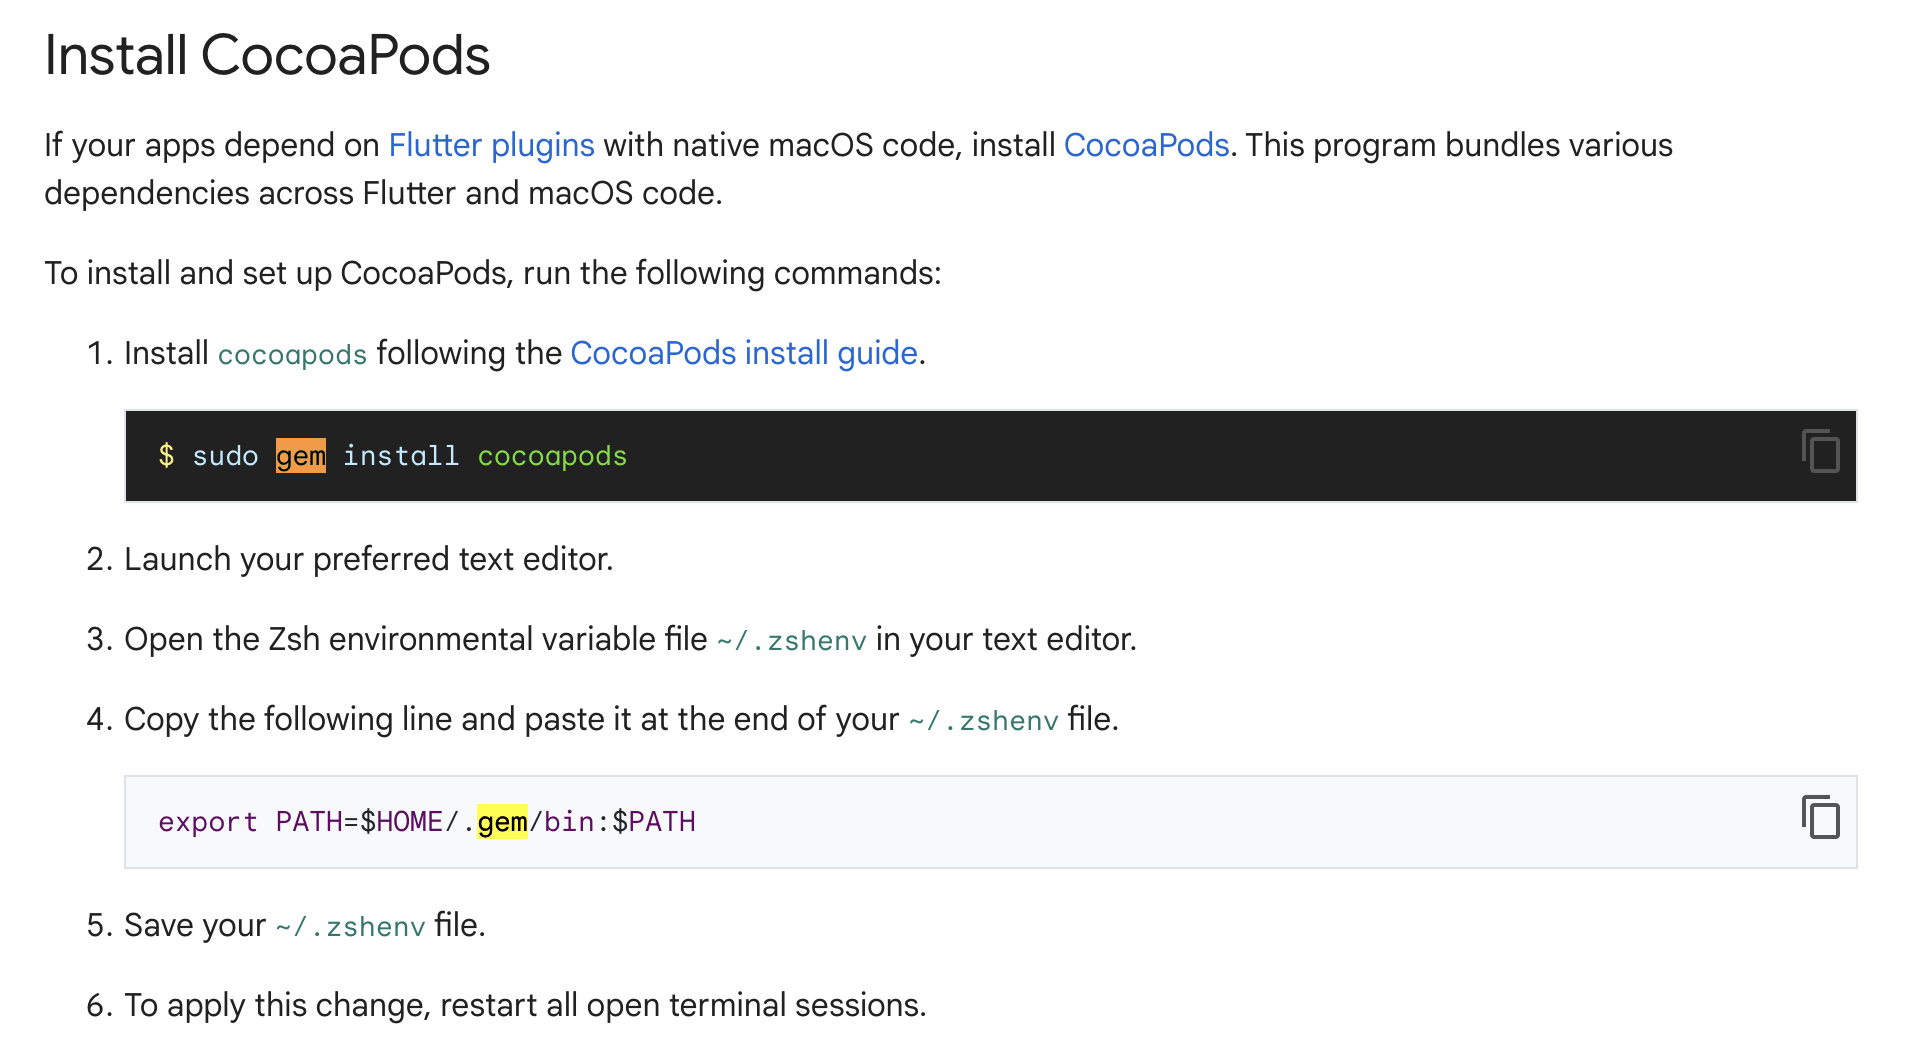 Install CocoaPods
If your apps depend on Flutter plugins with native macOS code, install CocoaPods. This program bundles various
dependencies across Flutter and macOS code.
To install and set up CocoaPods, run the following commands:
1. Install cocoapods following the CocoaPods install guide.
$ sudo gem install cocoapods
2. Launch your preferred text editor.
3. Open the Zsh environmental variable file ~/.zshenv in your text editor.
4. Copy the following line and paste it at the end of your ~/.zshenv file.
export PATH=$HOME/.gem/bin:$PATH
5. Save your ~/.zshenv file.
6. To apply this change, restart all open terminal sessions.